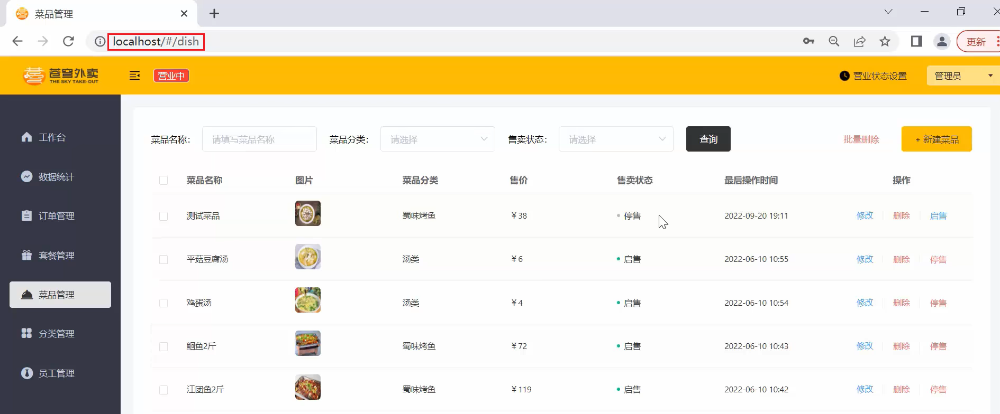 菜品管理
localhost/#/dish
更新
苍穹外卖
THE SKY TAKE-OUT
营业中
营业状态设置
管理员
工作台
数据统计
订单管理
套餐管理
菜品管理
分类管理
员工管理
菜品名称： 请填写菜品名称 菜品分类： 请选择 售卖状态： 请选择 查询 批量删除 + 新建菜品
菜品名称 图片 菜品分类 售价 售卖状态 最后操作时间 操作
测试菜品 蜀味烤鱼 ￥38 停售 2022-09-20 19:11 修改 删除 启售
平菇豆腐汤 汤类 ￥6 启售 2022-06-10 10:55 修改 删除 停售
鸡蛋汤 汤类 ￥4 启售 2022-06-10 10:54 修改 删除 停售
鮰鱼2斤 蜀味烤鱼 ￥72 启售 2022-06-10 10:43 修改 删除 停售
江团鱼2斤 蜀味烤鱼 ￥119 启售 2022-06-10 10:42 修改 删除 停售